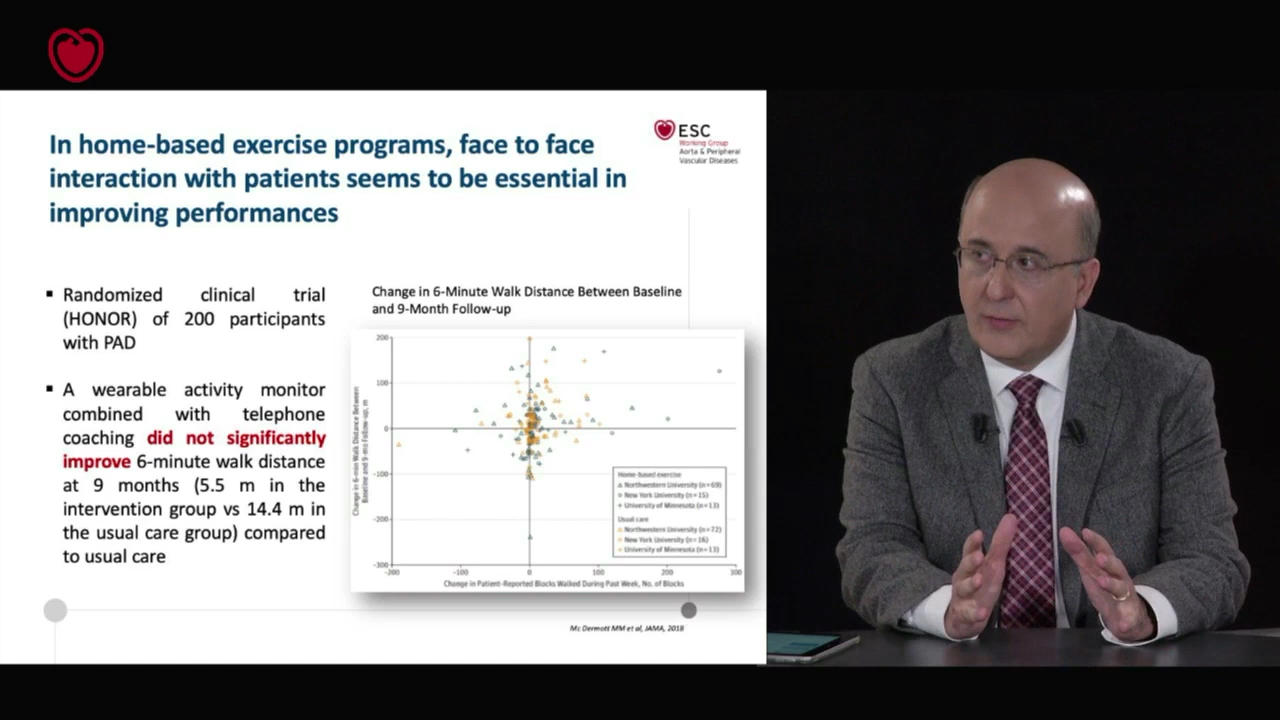 In home-based exercise programs, face to face
interaction with patients seems to be essential in
improving performances
ESC
Working Group
Aorta & Peripheral
Vascular Diseases
▪ Randomized clinical trial
(HONOR) of 200 participants
with PAD
▪ A wearable activity monitor
combined with telephone
coaching did not significantly
improve 6-minute walk distance
at 9 months (5.5 m in the
intervention group vs 14.4 m in
the usual care group) compared
to usual care
Change in 6-Minute Walk Distance Between Baseline
and 9-Month Follow-up
Change in 6-min Walk Distance Between
Baseline and 9-mo Follow-up, m
200
100
0
-100
-200
-300
Home-based exercise
Northwestern University (n=69)
New York University (n=15)
University of Minnesota (n=13)
Usual care
Northwestern University (n=72)
New York University (n=16)
University of Minnesota (n=13)
-200 -100 0 100 200 300
Change in Patient-Reported Blocks Walked During Past Week, No. of Blocks
Mc Dermott MM et al, JAMA, 2018